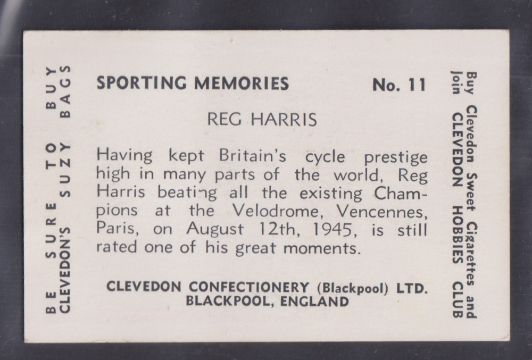 BE SURE TO BUY
CLEVEDON'S SUZY BAGS
SPORTING MEMORIES No. 11
REG HARRIS
Having kept Britain's cycle prestige
high in many parts of the world, Reg
Harris beating all the existing Cham-
pions at the Velodrome, Vencennes,
Paris, on August 12th, 1945, is still
rated one of his great moments.
CLEVEDON CONFECTIONERY (Blackpool) LTD.
BLACKPOOL, ENGLAND
Buy Clevedon Sweet Cigarettes and
Join CLEVEDON HOBBIES CLUB